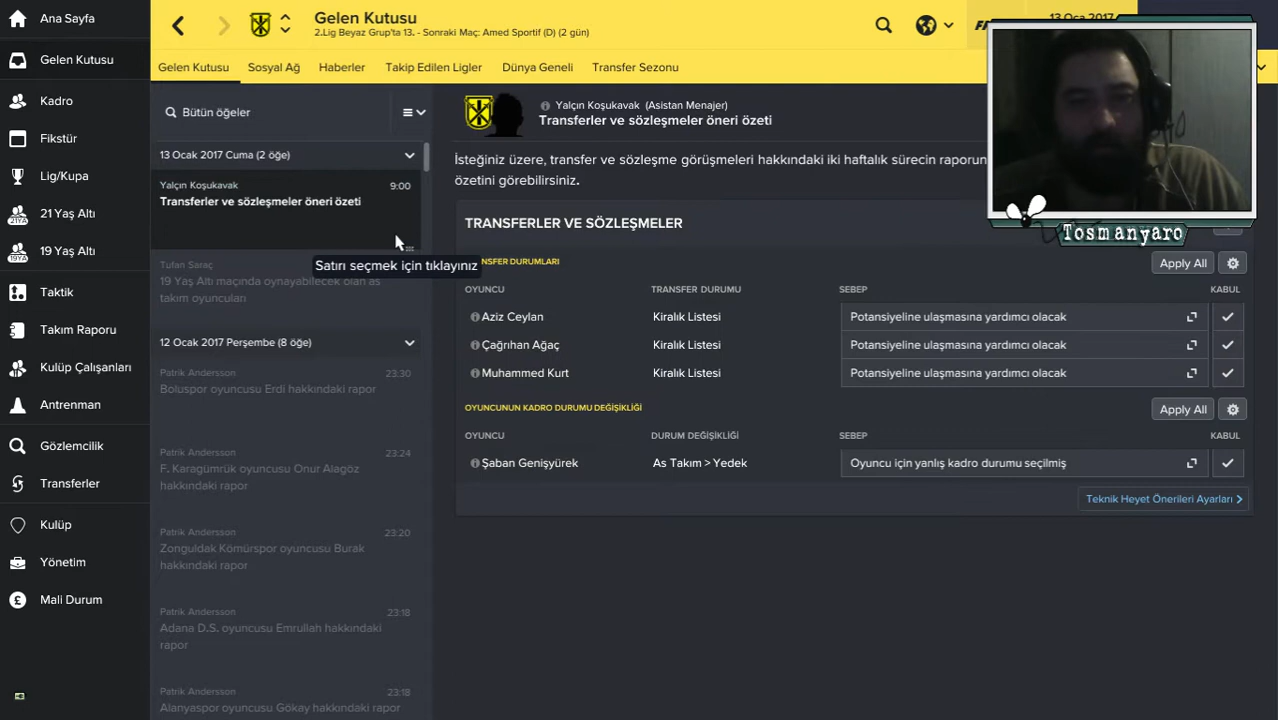 Ana Sayfa
Gelen Kutusu
Kadro
Fikstür
Lig/Kupa
21 Yaş Altı
19 Yaş Altı
Taktik
Takım Raporu
Kulüp Çalışanları
Antrenman
Gözlemcilik
Transferler
Kulüp
Yönetim
Mali Durum
Gelen Kutusu
2.Lig Beyaz Grup'ta 13. - Sonraki Maç: Amed Sportif (D) (2 gün)
13 Oca 2017
Gelen Kutusu
Sosyal Ağ
Haberler
Takip Edilen Ligler
Dünya Geneli
Transfer Sezonu
Bütün öğeler
13 Ocak 2017 Cuma (2 öğe)
Yalçın Koşukavak 9:00
Transferler ve sözleşmeler öneri özeti
Satırı seçmek için tıklayınız
Tufan Saraç
19 Yaş Altı maçında oynayabilecek olan as
takım oyuncuları
12 Ocak 2017 Perşembe (8 öğe)
Patrik Andersson 23:30
Boluspor oyuncusu Erdi hakkındaki rapor
Patrik Andersson 23:24
F. Karagümrük oyuncusu Onur Alagöz
hakkındaki rapor
Patrik Andersson 23:20
Zonguldak Kömürspor oyuncusu Burak
hakkındaki rapor
Patrik Andersson 23:18
Adana D.S. oyuncusu Emrullah hakkındaki
rapor
Patrik Andersson 23:18
Alanyaspor oyuncusu Gökay hakkındaki rapor
Yalçın Koşukavak (Asistan Menajer)
Transferler ve sözleşmeler öneri özeti
İsteğiniz üzere, transfer ve sözleşme görüşmeleri hakkındaki iki haftalık sürecin raporun
özetini görebilirsiniz.
TRANSFERLER VE SÖZLEŞMELER
NSFER DURUMLARI
Apply All
OYUNCU TRANSFER DURUMU SEBEP KABUL
Aziz Ceylan Kiralık Listesi Potansiyeline ulaşmasına yardımcı olacak
Çağrıhan Ağaç Kiralık Listesi Potansiyeline ulaşmasına yardımcı olacak
Muhammed Kurt Kiralık Listesi Potansiyeline ulaşmasına yardımcı olacak
OYUNCUNUN KADRO DURUMU DEĞİŞİKLİĞİ
Apply All
OYUNCU DURUM DEĞİŞİKLİĞİ SEBEP KABUL
Şaban Genişyürek As Takım > Yedek Oyuncu için yanlış kadro durumu seçilmiş
Teknik Heyet Önerileri Ayarları
Tosmanyaro